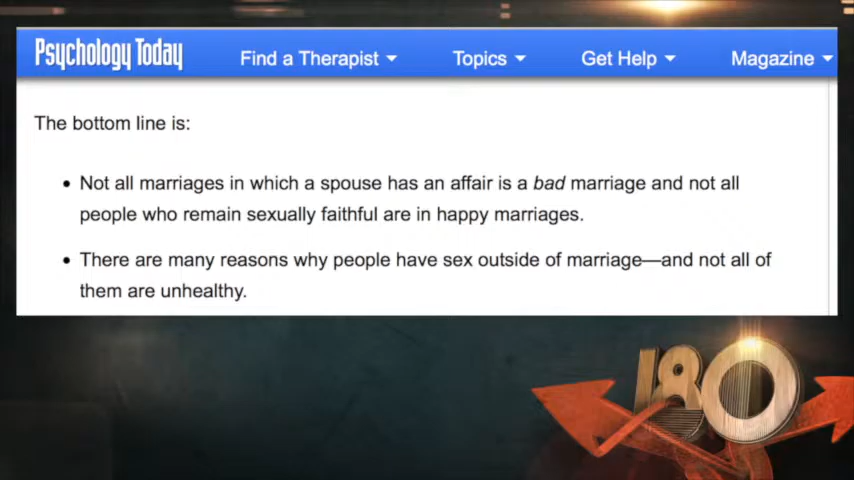 Psychology Today
Find a Therapist
Topics
Get Help
Magazine
The bottom line is:
• Not all marriages in which a spouse has an affair is a bad marriage and not all
people who remain sexually faithful are in happy marriages.
• There are many reasons why people have sex outside of marriage—and not all of
them are unhealthy.
180